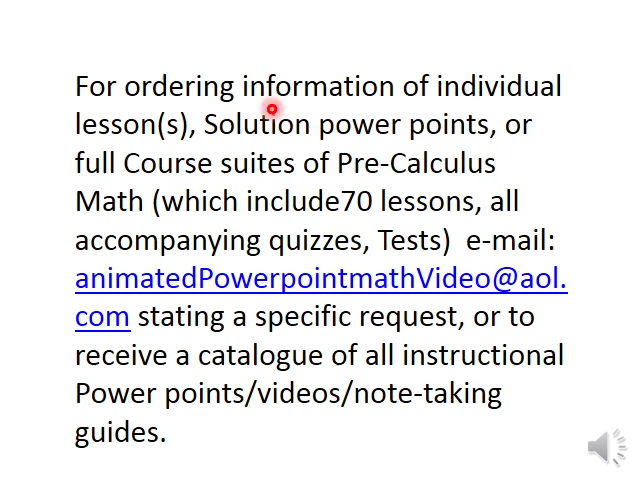 For ordering information of individual
lesson(s), Solution power points, or
full Course suites of Pre-Calculus
Math (which include70 lessons, all
accompanying quizzes, Tests)  e-mail:
animatedPowerpointmathVideo@aol.
com stating a specific request, or to
receive a catalogue of all instructional
Power points/videos/note-taking
guides.